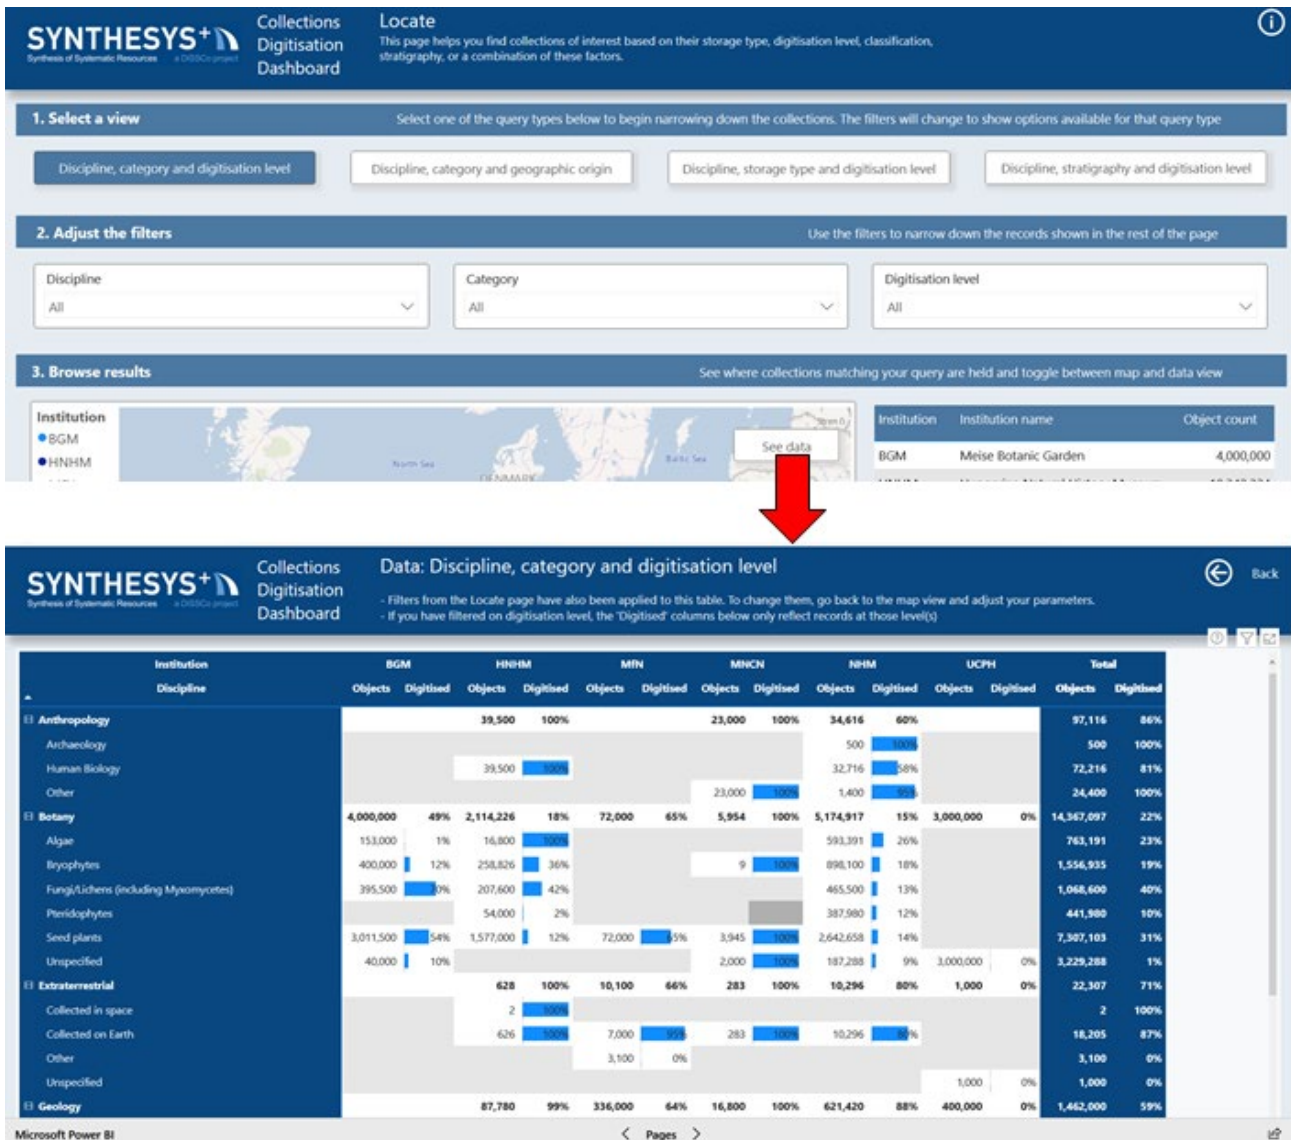 SYNTHESYS+
Synthesis of Systematic Resources a DiSSCo project
Collections
Digitisation
Dashboard
Locate
This page helps you find collections of interest based on their storage type, digitisation level, classification,
stratigraphy, or a combination of these factors.
1. Select a view
Select one of the query types below to begin narrowing down the collections. The filters will change to show options available for that query type
Discipline, category and digitisation level
Discipline, category and geographic origin
Discipline, storage type and digitisation level
Discipline, stratigraphy and digitisation level
2. Adjust the filters
Use the filters to narrow down the records shown in the rest of the page
Discipline
All
Category
All
Digitisation level
All
3. Browse results
See where collections matching your query are held and toggle between map and data view
Institution
BGM
HNHM
North Sea
DENMARK
Baltic Sea
See data
Institution Institution name Object count
BGM Meise Botanic Garden 4,000,000
SYNTHESYS+
Synthesis of Systematic Resources a DiSSCo project
Collections
Digitisation
Dashboard
Data: Discipline, category and digitisation level
- Filters from the Locate page have also been applied to this table. To change them, go back to the map view and adjust your parameters.
- If you have filtered on digitisation level, the 'Digitised' columns below only reflect records at those level(s)
Back
Institution BGM HNHM MfN MNCN NHM UCPH Total
Discipline Objects Digitised Objects Digitised Objects Digitised Objects Digitised Objects Digitised Objects Digitised Objects Digitised
Anthropology 39,500 100% 23,000 100% 34,616 60% 97,116 86%
Archaeology 500 100% 500 100%
Human Biology 39,500 100% 32,716 58% 72,216 81%
Other 23,000 100% 1,400 95% 24,400 100%
Botany 4,000,000 49% 2,114,226 18% 72,000 65% 5,954 100% 5,174,917 15% 3,000,000 0% 14,367,097 22%
Algae 153,000 1% 16,800 100% 593,391 26% 763,191 23%
Bryophytes 400,000 12% 258,826 36% 9 100% 898,100 18% 1,556,935 19%
Fungi/Lichens (including Myxomycetes) 395,500 70% 207,600 42% 465,500 13% 1,068,600 40%
Pteridophytes 54,000 2% 387,980 12% 441,980 10%
Seed plants 3,011,500 54% 1,577,000 12% 72,000 65% 3,945 100% 2,642,658 14% 7,307,103 31%
Unspecified 40,000 10% 2,000 100% 187,288 9% 3,000,000 0% 3,229,288 1%
Extraterrestrial 628 100% 10,100 66% 283 100% 10,296 80% 1,000 0% 22,307 71%
Collected in space 2 100% 2 100%
Collected on Earth 626 100% 7,000 95% 283 100% 10,296 80% 18,205 87%
Other 3,100 0% 3,100 0%
Unspecified 1,000 0% 1,000 0%
Geology 87,780 99% 336,000 64% 16,800 100% 621,420 88% 400,000 0% 1,462,000 59%
Microsoft Power BI
Pages